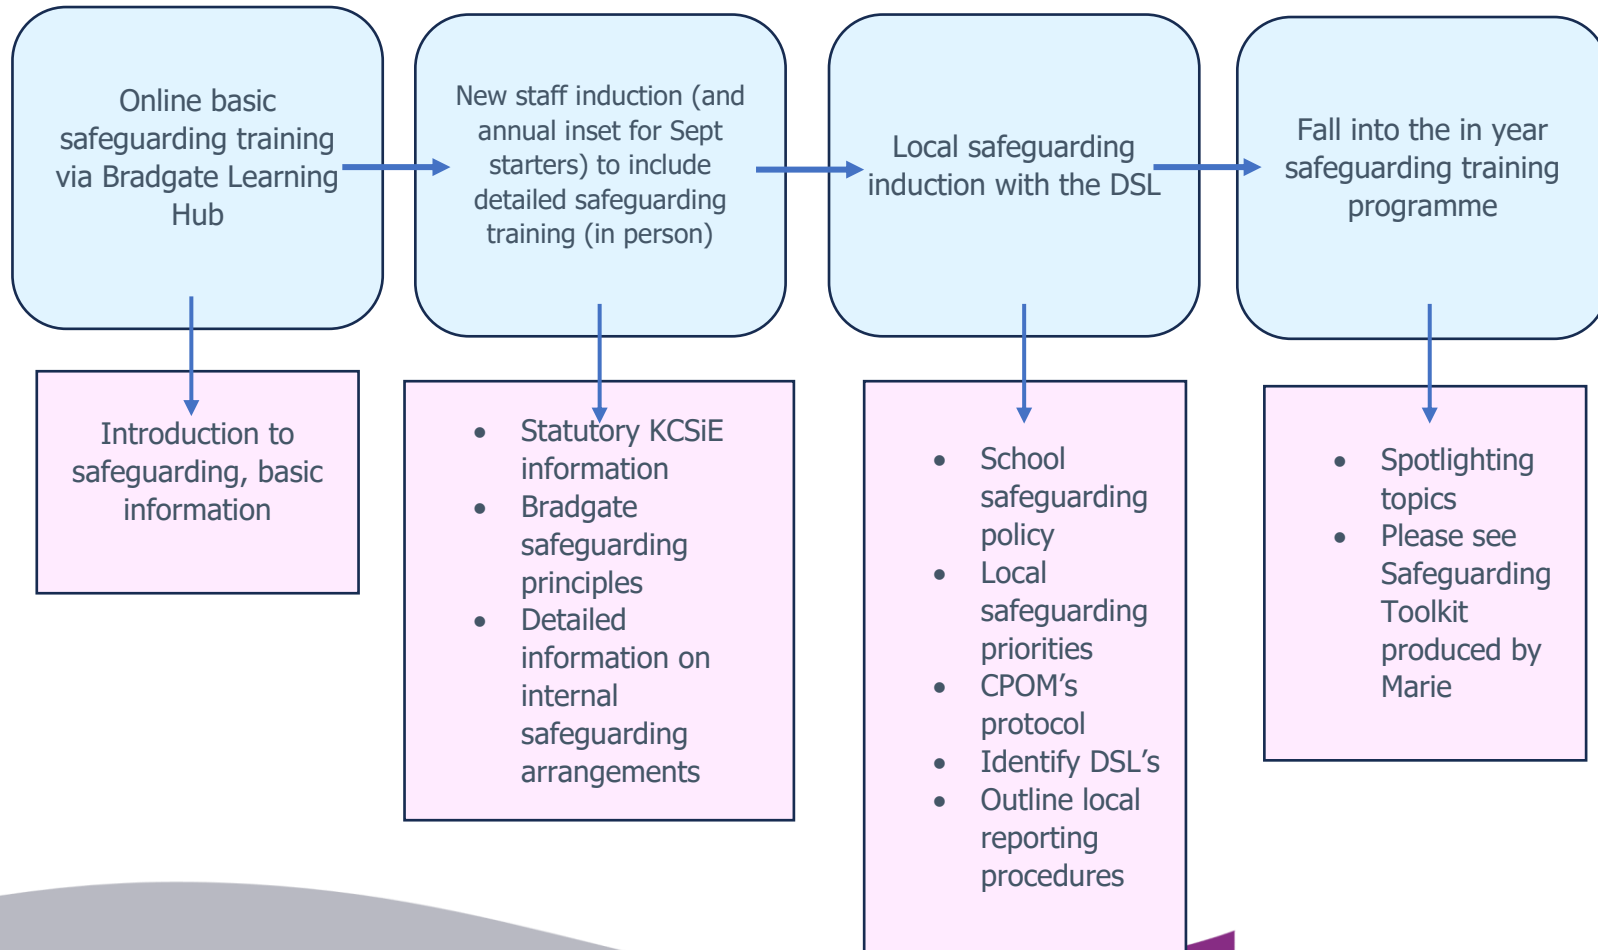 Online basic
safeguarding training
via Bradgate Learning
Hub
New staff induction (and
annual inset for Sept
starters) to include
detailed safeguarding
training (in person)
Local safeguarding
induction with the DSL
Fall into the in year
safeguarding training
programme
Introduction to
safeguarding, basic
information
• Statutory KCSiE
information
• Bradgate
safeguarding
principles
• Detailed
information on
internal
safeguarding
arrangements
• School
safeguarding
policy
• Local
safeguarding
priorities
• CPOM’s
protocol
• Identify DSL’s
• Outline local
reporting
procedures
• Spotlighting
topics
• Please see
Safeguarding
Toolkit
produced by
Marie